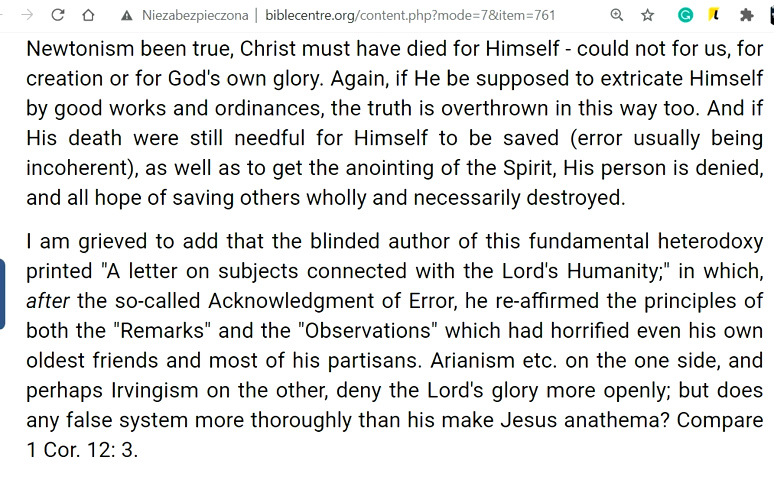 Niezabezpieczona | biblecentre.org/content.php?mode=7&item=761
Newtonism been true, Christ must have died for Himself - could not for us, for
creation or for God's own glory. Again, if He be supposed to extricate Himself
by good works and ordinances, the truth is overthrown in this way too. And if
His death were still needful for Himself to be saved (error usually being
incoherent), as well as to get the anointing of the Spirit, His person is denied,
and all hope of saving others wholly and necessarily destroyed.
I am grieved to add that the blinded author of this fundamental heterodoxy
printed "A letter on subjects connected with the Lord's Humanity;" in which,
after the so-called Acknowledgment of Error, he re-affirmed the principles of
both the "Remarks" and the "Observations" which had horrified even his own
oldest friends and most of his partisans. Arianism etc. on the one side, and
perhaps Irvingism on the other, deny the Lord's glory more openly; but does
any false system more thoroughly than his make Jesus anathema? Compare
1 Cor. 12: 3.